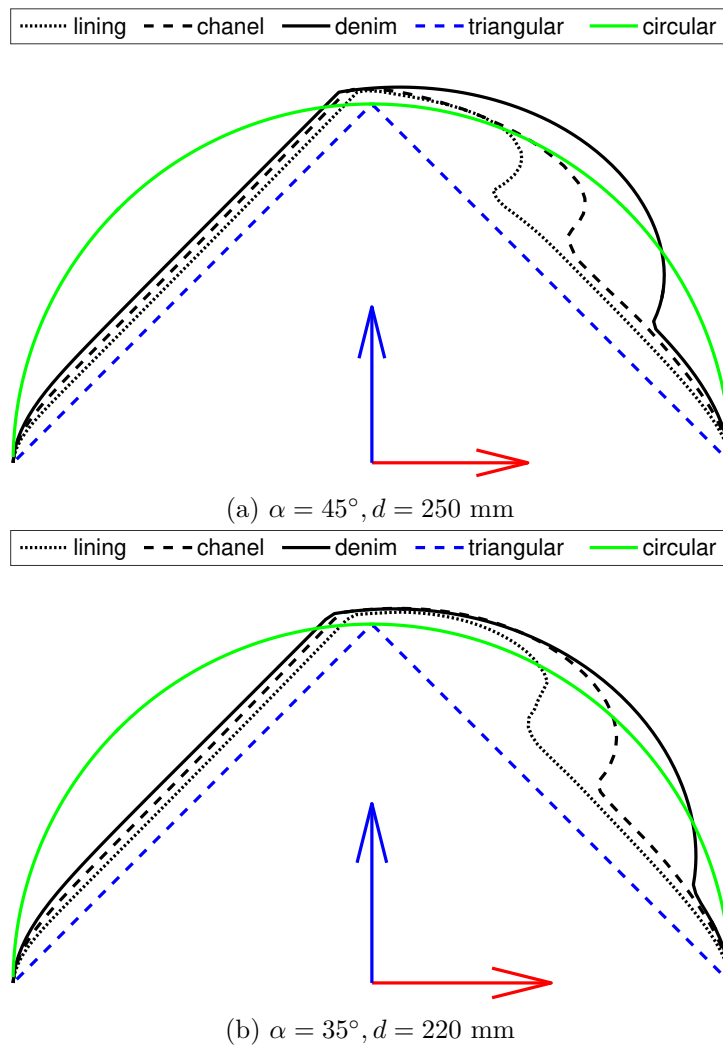 lining chanel denim triangular circular
(a) α = 45°, d = 250 mm
lining chanel denim triangular circular
(b) α = 35°, d = 220 mm